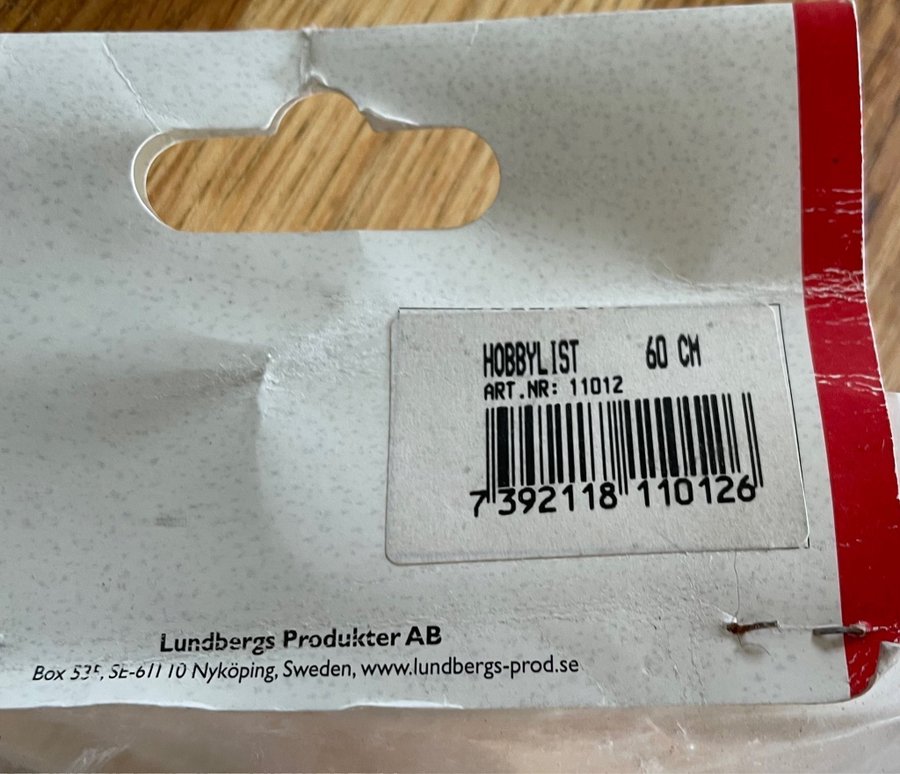 HOBBYLIST 60 CM
ART.NR: 11012
7 392118 110126
Lundbergs Produkter AB
Box 535, SE-611 10 Nyköping, Sweden, www.lundbergs-prod.se